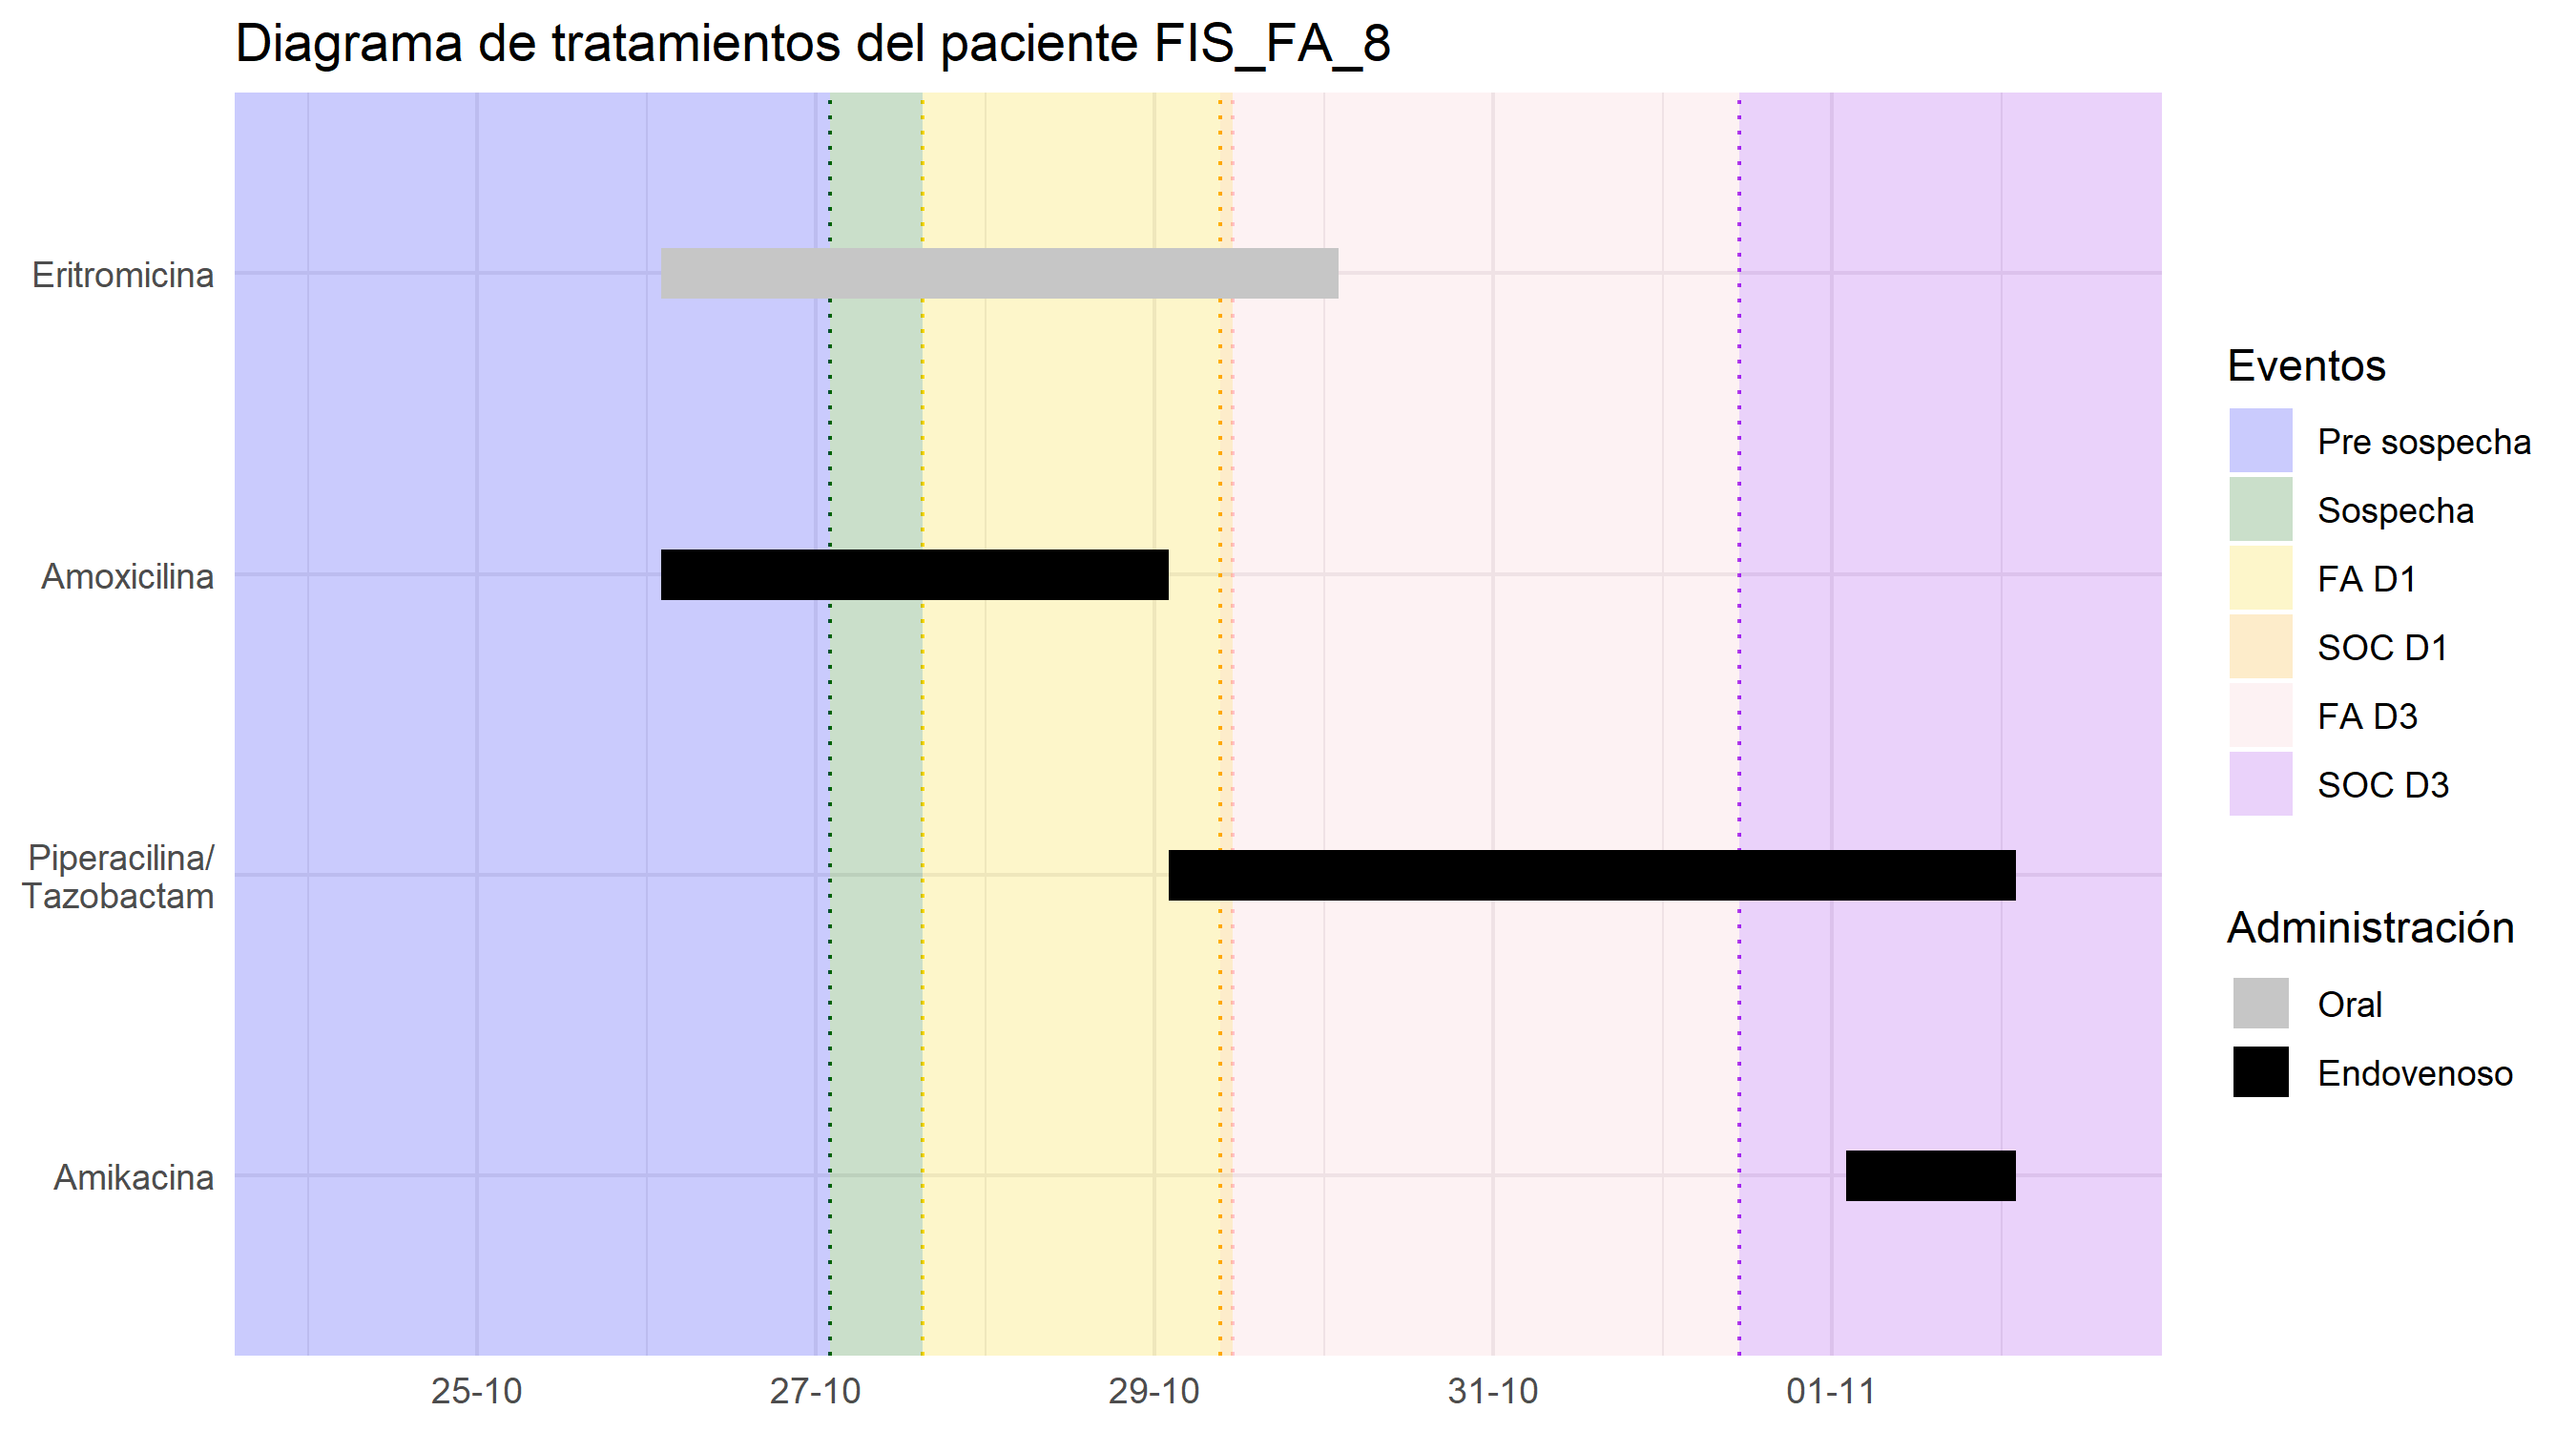 Diagrama de tratamientos del paciente FIS_FA_8
Eritromicina
Amoxicilina
Piperacilina/
Tazobactam
Amikacina
25-10
27-10
29-10
31-10
01-11
Eventos
Pre sospecha
Sospecha
FA D1
SOC D1
FA D3
SOC D3
Administración
Oral
Endovenoso